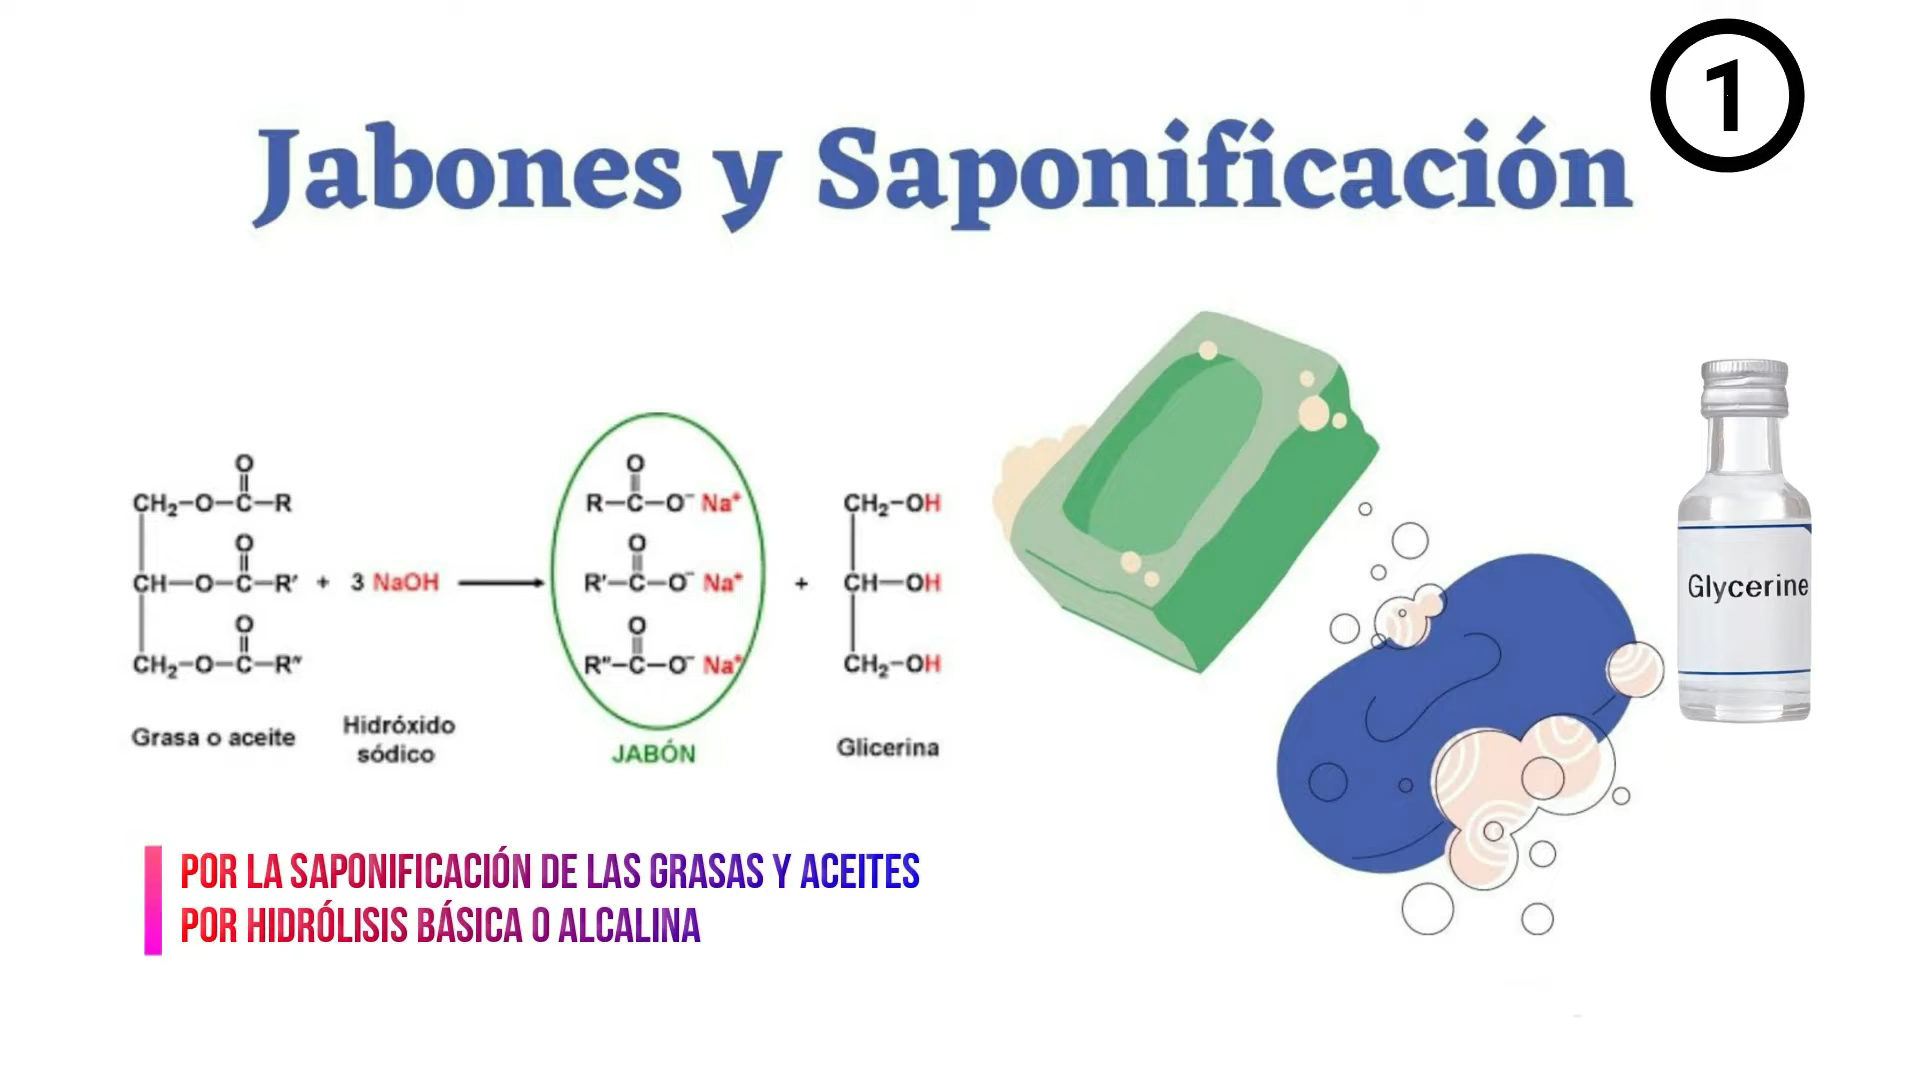 1
Jabones y Saponificación
O
CH₂–O–C–R
O
CH–O–C–R′ + 3 NaOH
O
CH₂–O–C–R″
O
R–C–O⁻ Na⁺
O
R′–C–O⁻ Na⁺
O
R″–C–O⁻ Na⁺
+
CH₂–OH
CH–OH
CH₂–OH
Grasa o aceite
Hidróxido
sódico
JABÓN
Glicerina
Glycerine
POR LA SAPONIFICACIÓN DE LAS GRASAS Y ACEITES
POR HIDRÓLISIS BÁSICA O ALCALINA